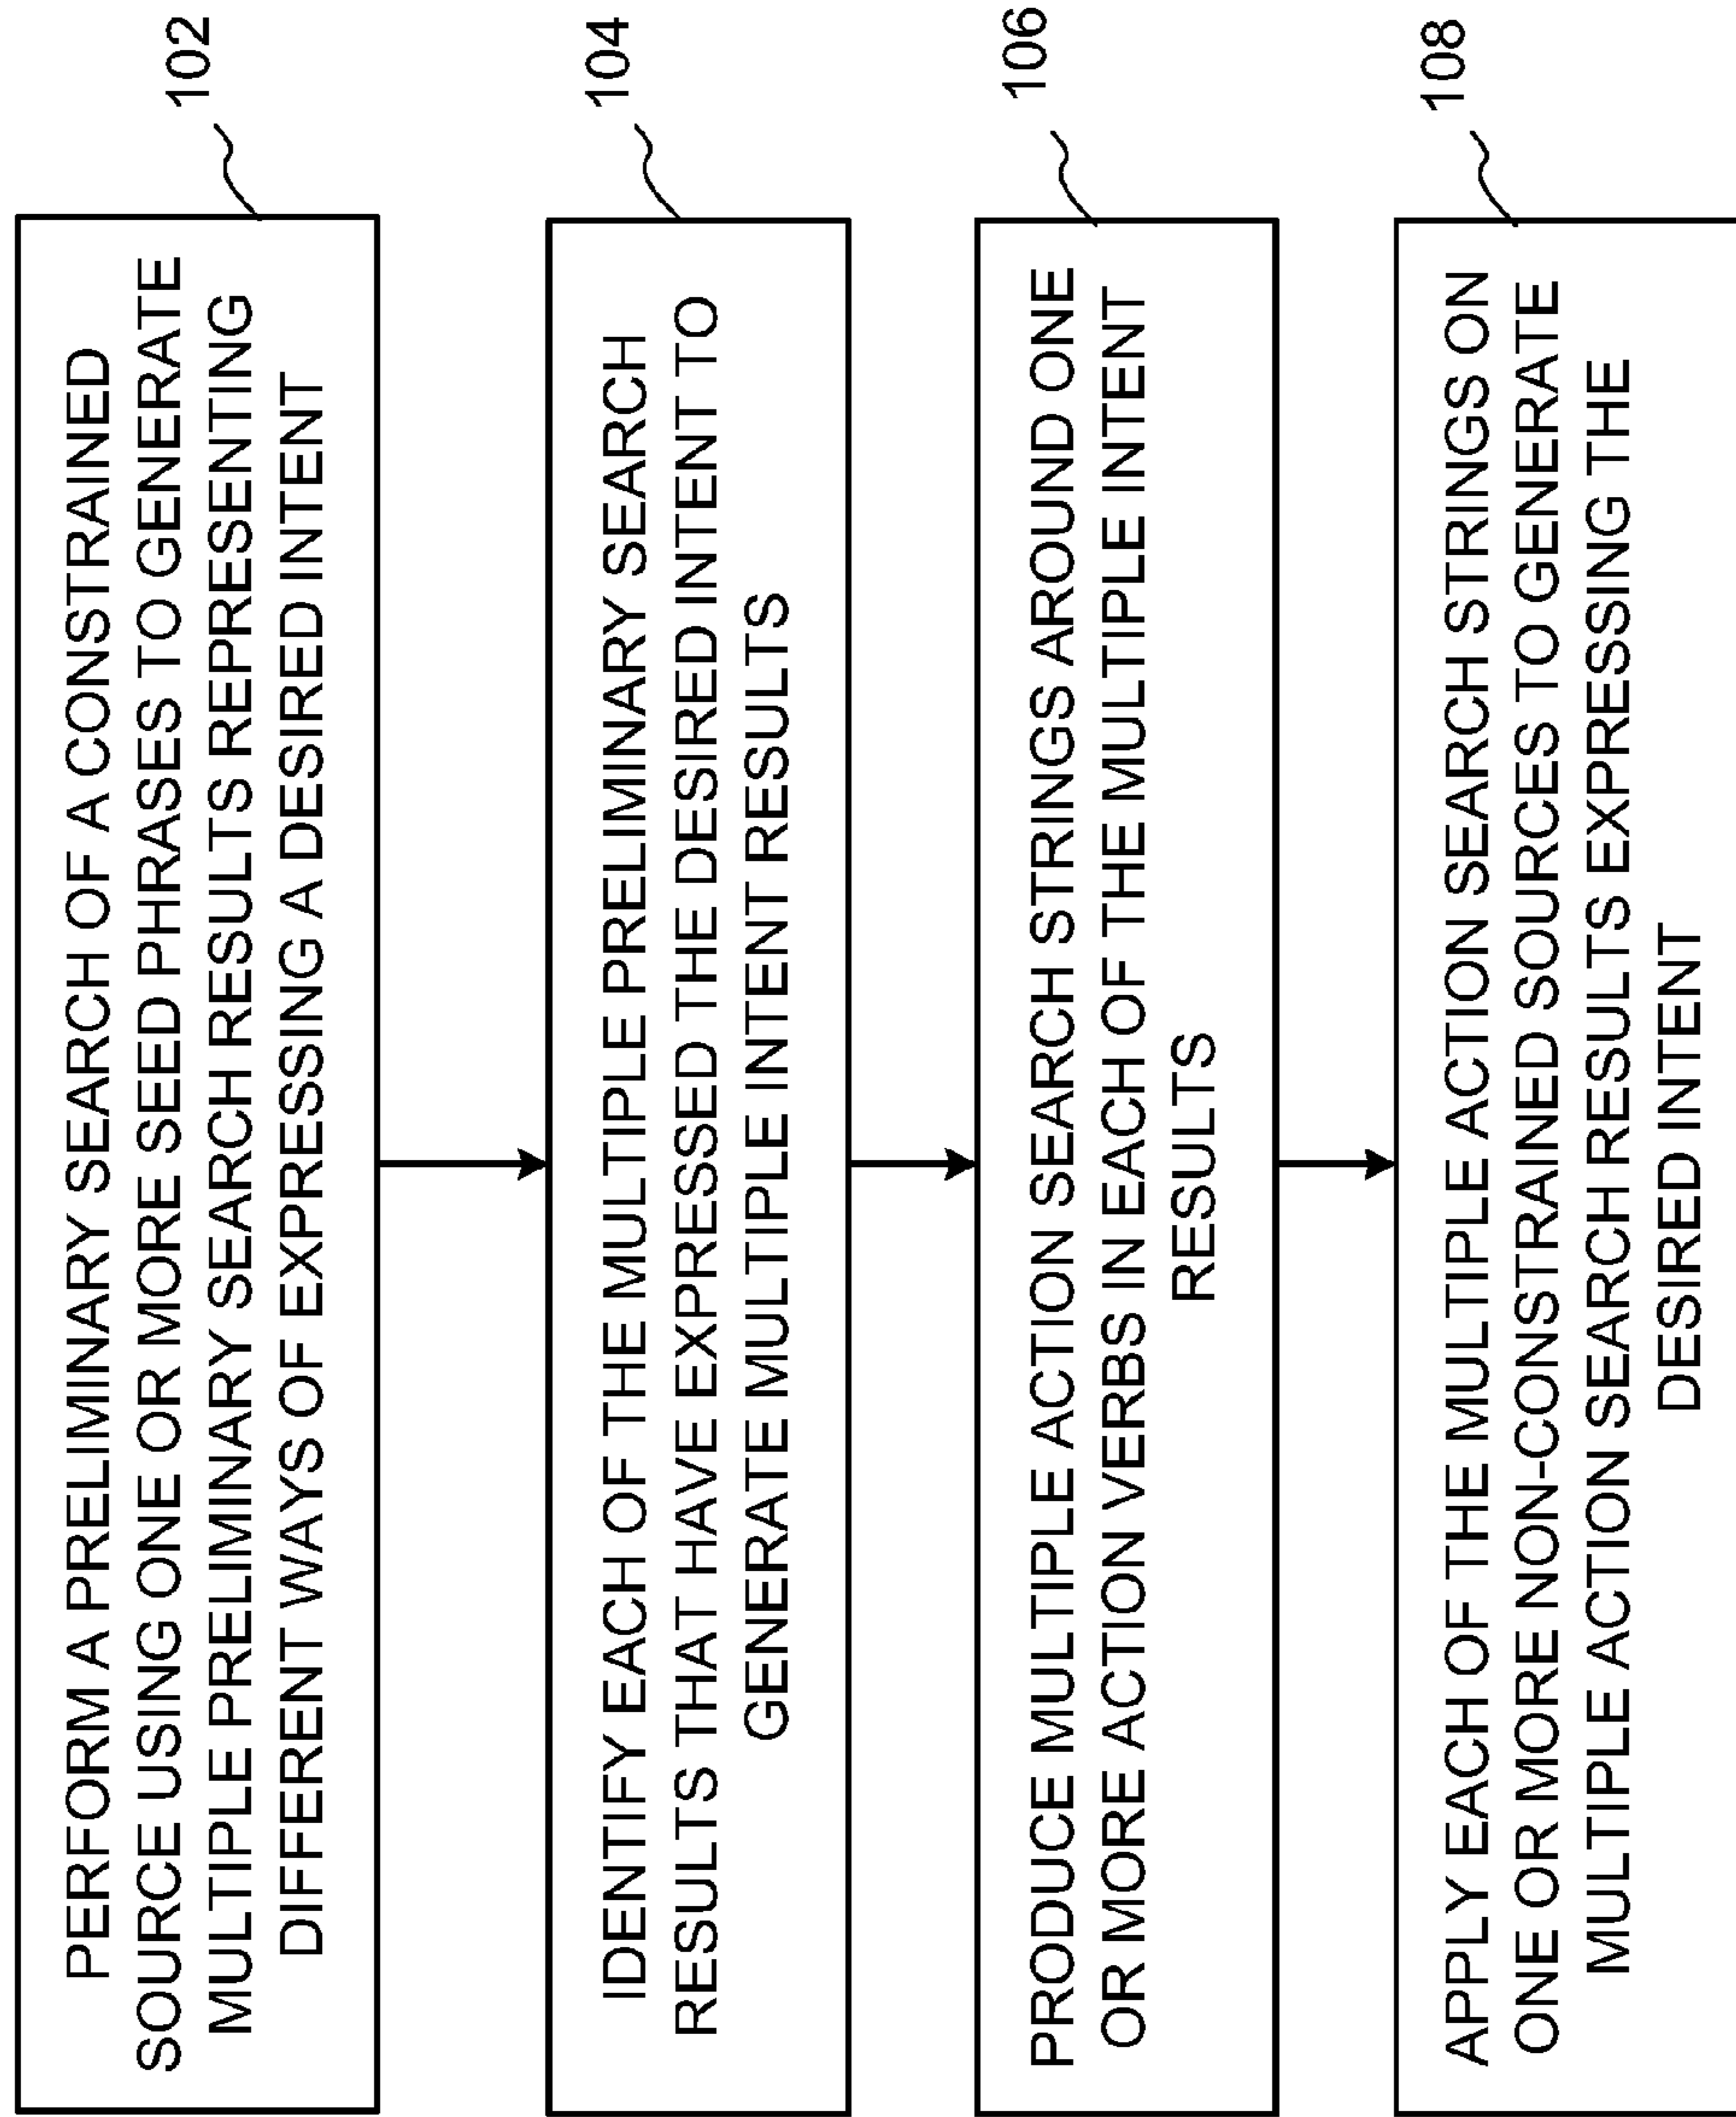 PERFORM A PRELIMINARY SEARCH OF A CONSTRAINED
SOURCE USING ONE OR MORE SEED PHRASES TO GENERATE
MULTIPLE PRELIMINARY SEARCH RESULTS REPRESENTING
DIFFERENT WAYS OF EXPRESSING A DESIRED INTENT
102
IDENTIFY EACH OF THE MULTIPLE PRELIMINARY SEARCH
RESULTS THAT HAVE EXPRESSED THE DESIRED INTENT TO
GENERATE MULTIPLE INTENT RESULTS
104
PRODUCE MULTIPLE ACTION SEARCH STRINGS AROUND ONE
OR MORE ACTION VERBS IN EACH OF THE MULTIPLE INTENT
RESULTS
106
APPLY EACH OF THE MULTIPLE ACTION SEARCH STRINGS ON
ONE OR MORE NON-CONSTRAINED SOURCES TO GENERATE
MULTIPLE ACTION SEARCH RESULTS EXPRESSING THE
DESIRED INTENT
108